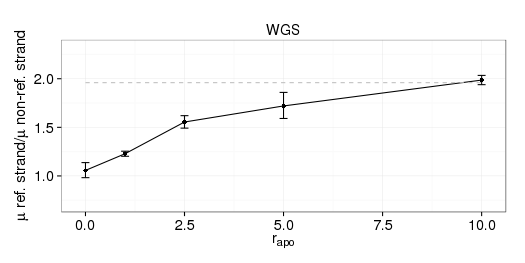 WGS
μ ref. strand/μ non-ref. strand
2.0
1.5
1.0
0.0 2.5 5.0 7.5 10.0
rapo